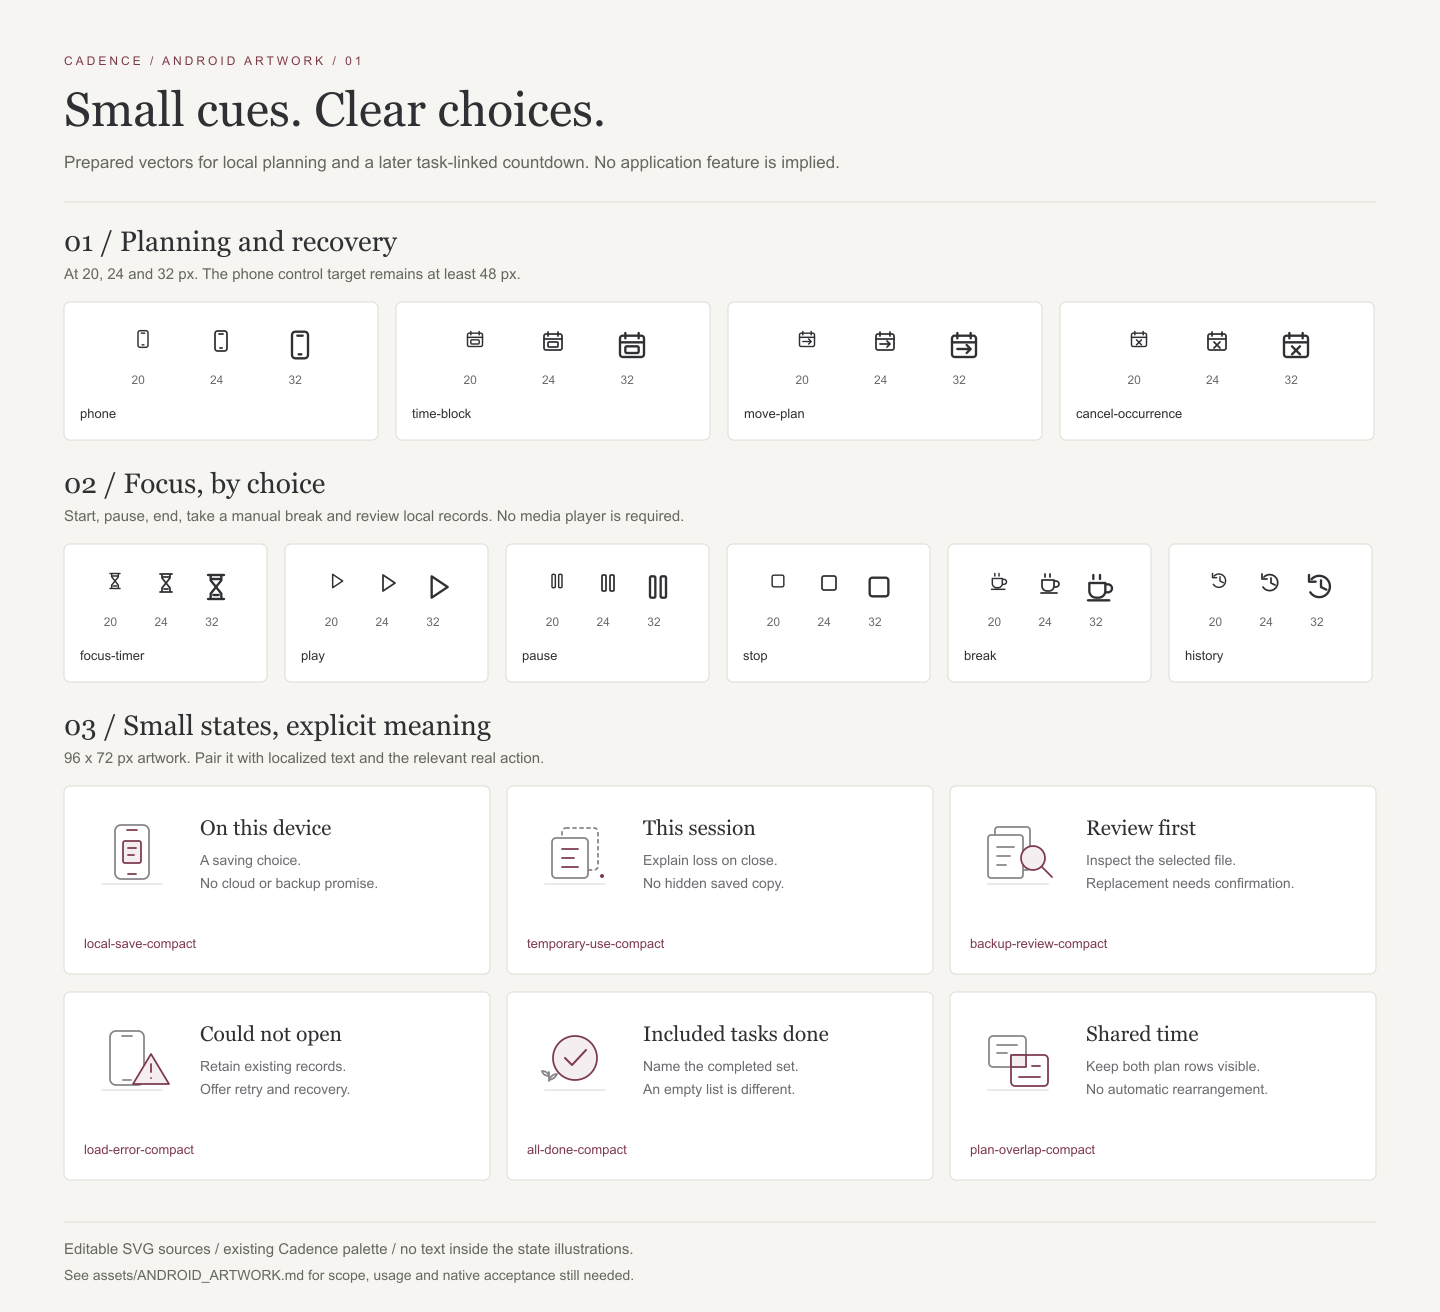 CADENCE / ANDROID ARTWORK / 01
Small cues. Clear choices.
Prepared vectors for local planning and a later task-linked countdown. No application feature is implied.
01 / Planning and recovery
At 20, 24 and 32 px. The phone control target remains at least 48 px.
20 24 32
phone
20 24 32
time-block
20 24 32
move-plan
20 24 32
cancel-occurrence
02 / Focus, by choice
Start, pause, end, take a manual break and review local records. No media player is required.
20 24 32
focus-timer
20 24 32
play
20 24 32
pause
20 24 32
stop
20 24 32
break
20 24 32
history
03 / Small states, explicit meaning
96 x 72 px artwork. Pair it with localized text and the relevant real action.
On this device
A saving choice.
No cloud or backup promise.
local-save-compact
This session
Explain loss on close.
No hidden saved copy.
temporary-use-compact
Review first
Inspect the selected file.
Replacement needs confirmation.
backup-review-compact
Could not open
Retain existing records.
Offer retry and recovery.
load-error-compact
Included tasks done
Name the completed set.
An empty list is different.
all-done-compact
Shared time
Keep both plan rows visible.
No automatic rearrangement.
plan-overlap-compact
Editable SVG sources / existing Cadence palette / no text inside the state illustrations.
See assets/ANDROID_ARTWORK.md for scope, usage and native acceptance still needed.